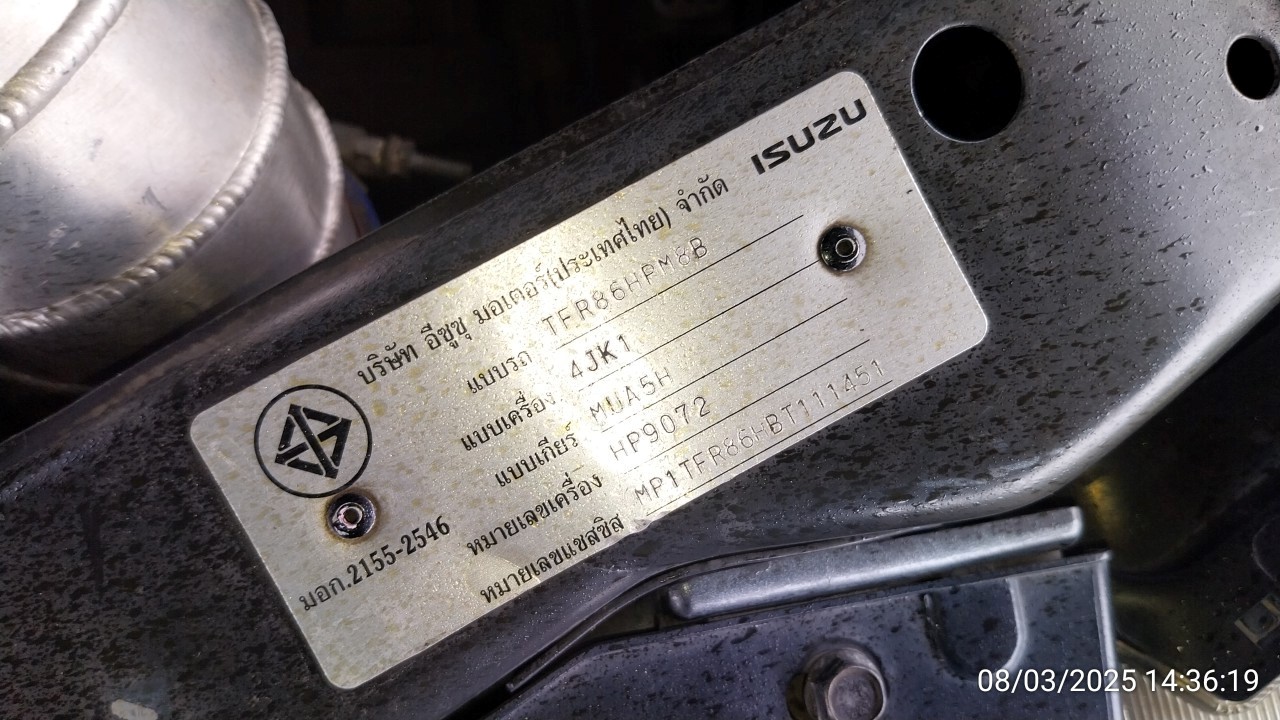 ISUZU
บริษัท อีซูซุ มอเตอร์(ประเทศไทย) จำกัด
แบบรถ TFR86HPM8B
แบบเครื่อง 4JK1
แบบเกียร์ MUA5H
หมายเลขเครื่อง HP9072
หมายเลขแชสซิส MP1TFR86HBT111451
มอก.2155-2546
08/03/2025 14:36:19